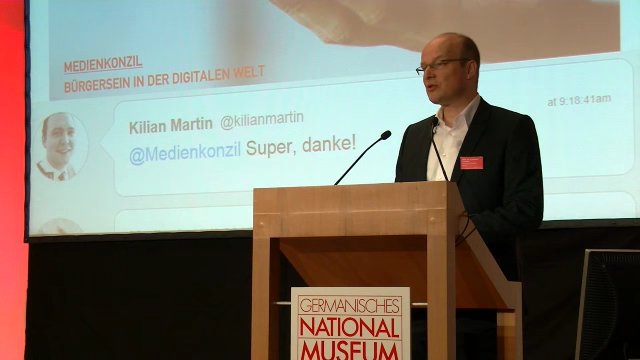 MEDIENKONZIL
BÜRGERSEIN IN DER DIGITALEN WELT
at 9:18:41am
Kilian Martin @kilianmartin
@Medienkonzil Super, danke!
GERMANISCHES
NATIONAL
MUSEUM